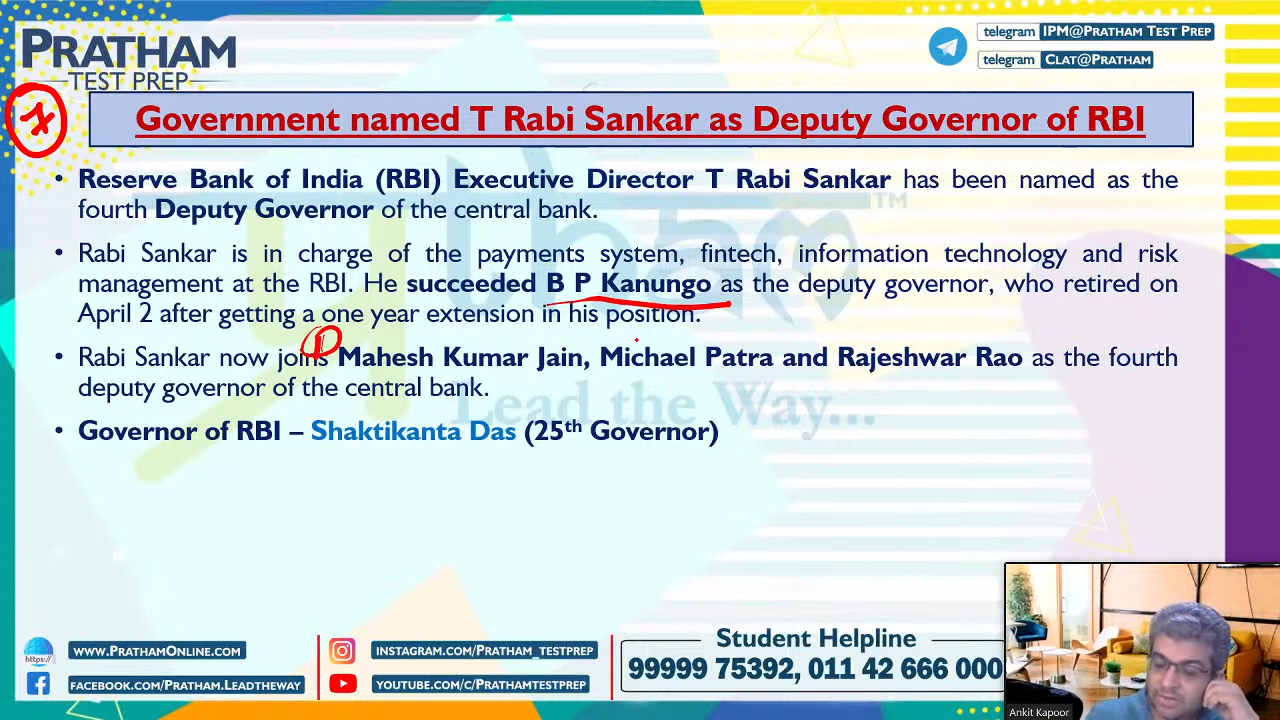 PRATHAM
TEST PREP
telegram IPM@PRATHAM TEST PREP
telegram CLAT@PRATHAM
Government named T Rabi Sankar as Deputy Governor of RBI
• Reserve Bank of India (RBI) Executive Director T Rabi Sankar has been named as the
fourth Deputy Governor of the central bank.
• Rabi Sankar is in charge of the payments system, fintech, information technology and risk
management at the RBI. He succeeded B P Kanungo as the deputy governor, who retired on
April 2 after getting a one year extension in his position.
• Rabi Sankar now joins Mahesh Kumar Jain, Michael Patra and Rajeshwar Rao as the fourth
deputy governor of the central bank.
• Governor of RBI – Shaktikanta Das (25th Governor)
TM
Lead the Way...
https://
WWW.PRATHAMONLINE.COM
FACEBOOK.COM/PRATHAM.LEADTHEWAY
INSTAGRAM.COM/PRATHAM_TESTPREP
YOUTUBE.COM/C/PRATHAMTESTPREP
Student Helpline
99999 75392, 011 42 666 000
Ankit Kapoor